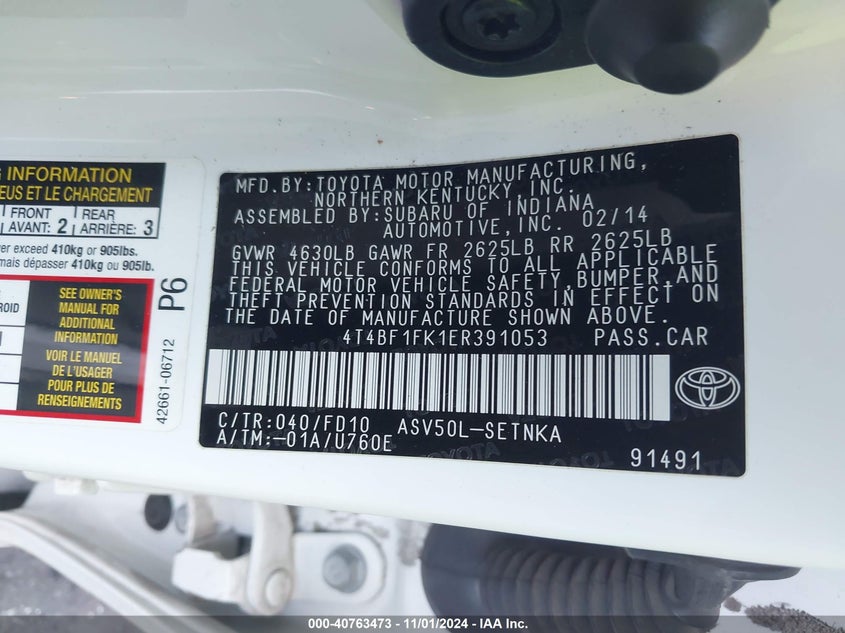 INFORMATION
EUS ET LE CHARGEMENT
FRONT
AVANT: 2
REAR
ARRIÈRE: 3
er exceed 410kg or 905lbs.
mais dépasser 410kg ou 905lb.
SEE OWNER'S
MANUAL FOR
ADDITIONAL
INFORMATION
VOIR LE MANUEL
DE L'USAGER
POUR PLUS DE
RENSEIGNEMENTS
ROID
P6
42661-06712
MFD.BY:TOYOTA MOTOR MANUFACTURING,
NORTHERN KENTUCKY, INC.
ASSEMBLED BY:SUBARU OF INDIANA
AUTOMOTIVE,INC. 02/14
GVWR 4630LB GAWR FR 2625LB RR 2625LB
THIS VEHICLE CONFORMS TO ALL APPLICABLE
FEDERAL MOTOR VEHICLE SAFETY,BUMPER,AND
THEFT PREVENTION STANDARDS IN EFFECT ON
THE DATE OF MANUFACTURE SHOWN ABOVE.
4T4BF1FK1ER391053 PASS.CAR
C/TR:040/FD10 ASV50L-SETNKA
A/TM:-01A/U760E
91491
000-40763473 - 11/01/2024 - IAA Inc.